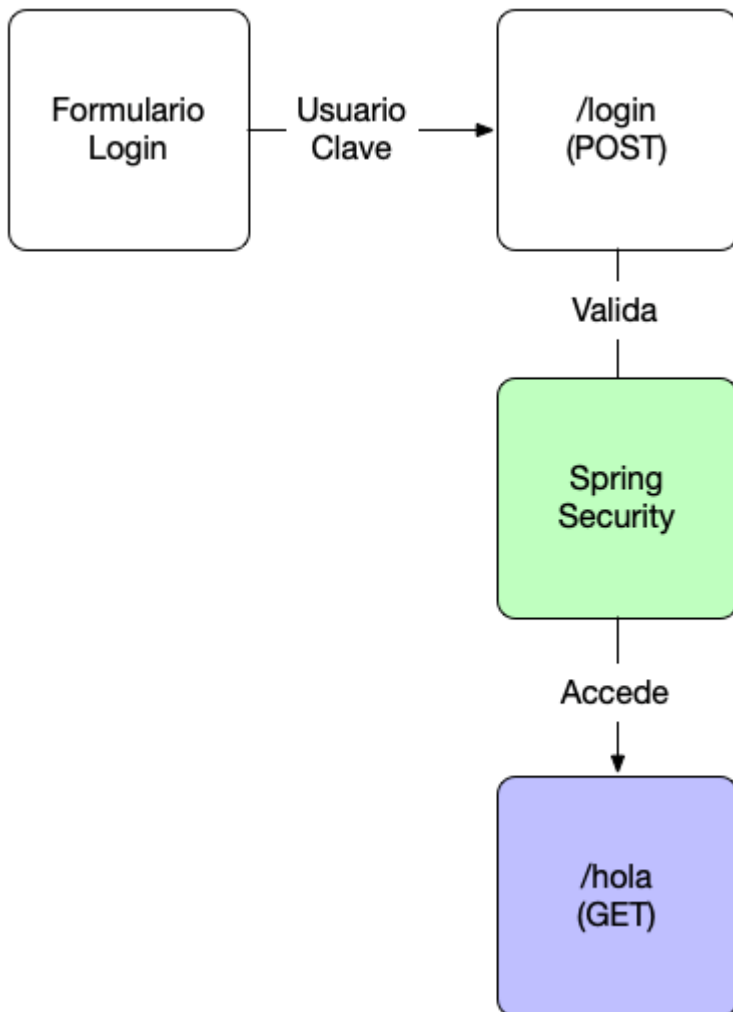 Formulario
Login
Usuario
Clave
/login
(POST)
Valida
Spring
Security
Accede
/hola
(GET)